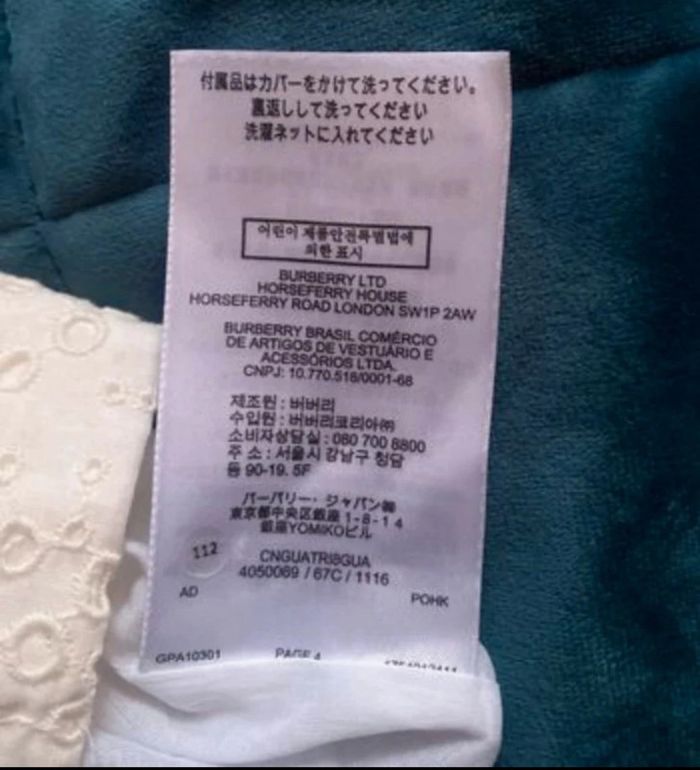 付属品はカバーをかけて洗ってください。
裏返しして洗ってください
洗濯ネットに入れてください
어린이 제품안전특별법에
의한 표시
BURBERRY LTD
HORSEFERRY HOUSE
HORSEFERRY ROAD LONDON SW1P 2AW
BURBERRY BRASIL COMÉRCIO
DE ARTIGOS DE VESTUÁRIO E
ACESSÓRIOS LTDA.
CNPJ: 10.770.518/0001-68
제조원 : 버버리
수입원 : 버버리코리아㈜
소비자상담실 : 080 700 8800
주 소 : 서울시 강남구 청담
동 90-19. 5F
バーバリー・ジャパン㈱
東京都中央区銀座 1-8-14
銀座YOMIKOビル
112
CNGUATRI8GUA
4050069 / 67C / 1116
AD
POHK
GPA10301
PAGE 4